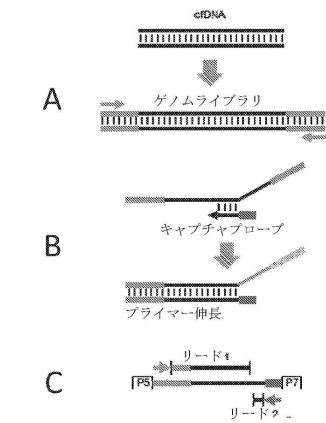 cfDNA
A
ゲノムライブラリ
B
キャプチャプローブ
プライマー伸長
C
リード1
P5
P7
リード2